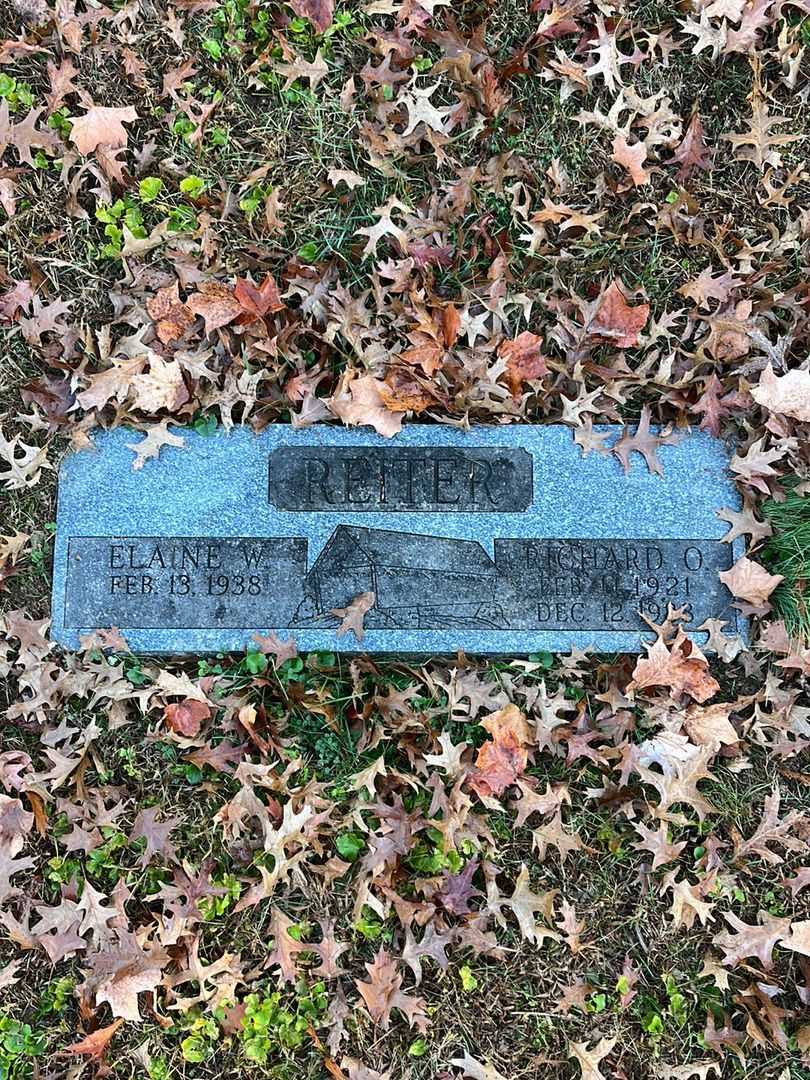 REITER
ELAINE W.
FEB. 13, 1938
RICHARD O.
FEB. 11, 1921
DEC. 12,